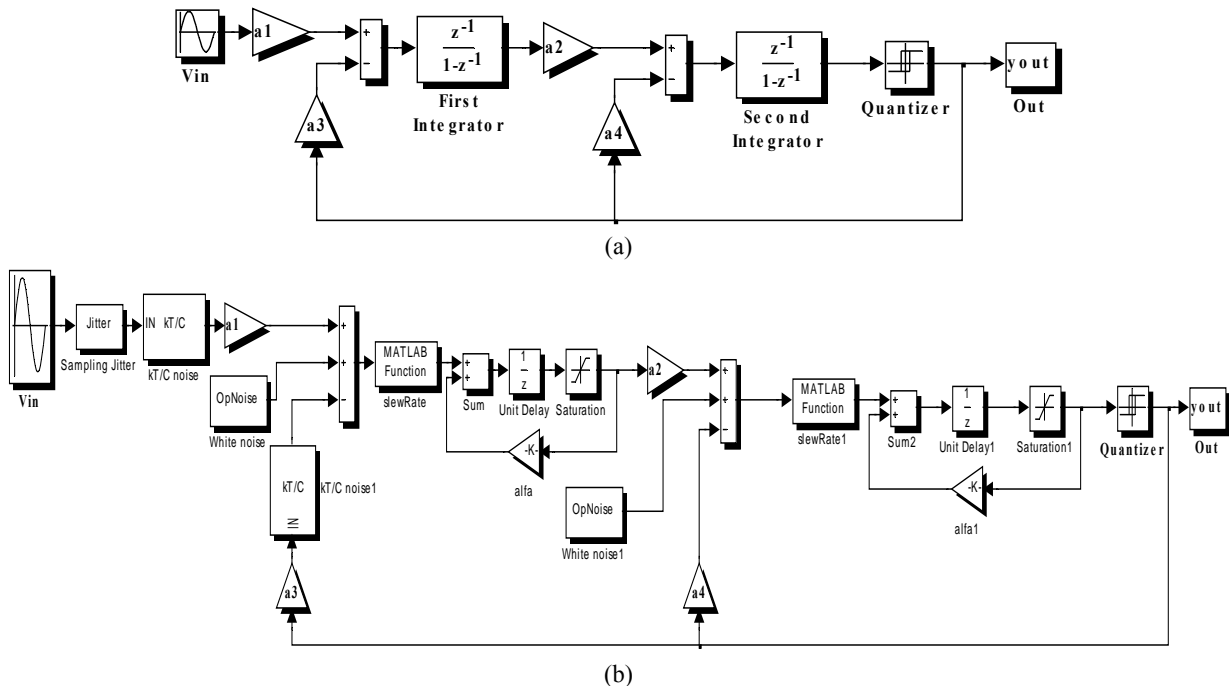 a1
+
−
z-1
1-z-1
a2
+
−
z-1
1-z-1
yout
Vin
First
Integrator
Second
Integrator
Quantizer
Out
a3
a4
(a)
Jitter
IN kT/C
a1
+
+
−
Sampling Jitter
kT/C noise
Vin
OpNoise
White noise
MATLAB
Function
slewRate
+
+
Sum
1
z
Unit Delay
Saturation
a2
+
+
−
MATLAB
Function
slewRate1
+
+
Sum2
1
z
Unit Delay1
Saturation1
Quantizer
yout
Out
-K-
alfa
kT/C
IN
kT/C noise1
OpNoise
White noise1
-K-
alfa1
a3
a4
(b)